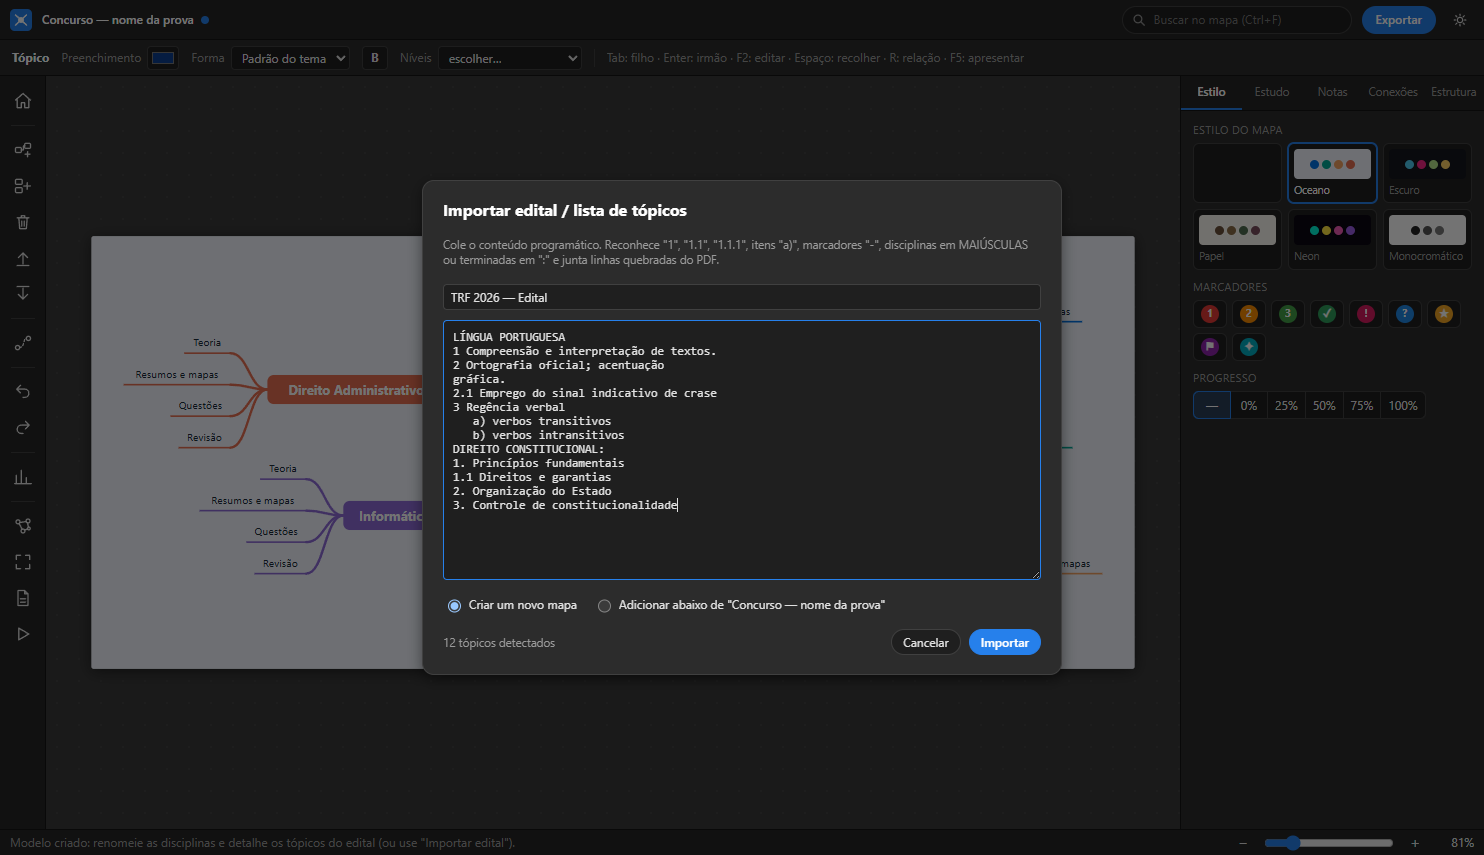 Concurso — nome da prova
Buscar no mapa (Ctrl+F)
Exportar
Tópico
Preenchimento
Forma
Padrão do tema
B
Níveis
escolher...
Tab: filho · Enter: irmão · F2: editar · Espaço: recolher · R: relação · F5: apresentar
Estilo
Estudo
Notas
Conexões
Estrutura
ESTILO DO MAPA
Oceano
Escuro
Papel
Neon
Monocromático
MARCADORES
1
2
3
✓
!
?
PROGRESSO
—
0%
25%
50%
75%
100%
Teoria
Resumos e mapas
Questões
Revisão
Direito Administrativo
Teoria
Resumos e mapas
Questões
Revisão
Informátic
as
mapas
Importar edital / lista de tópicos
Cole o conteúdo programático. Reconhece "1", "1.1", "1.1.1", itens "a)", marcadores "-", disciplinas em MAIÚSCULAS
ou terminadas em ":" e junta linhas quebradas do PDF.
TRF 2026 — Edital
LÍNGUA PORTUGUESA
1 Compreensão e interpretação de textos.
2 Ortografia oficial; acentuação
gráfica.
2.1 Emprego do sinal indicativo de crase
3 Regência verbal
a) verbos transitivos
b) verbos intransitivos
DIREITO CONSTITUCIONAL:
1. Princípios fundamentais
1.1 Direitos e garantias
2. Organização do Estado
3. Controle de constitucionalidade
Criar um novo mapa
Adicionar abaixo de "Concurso — nome da prova"
12 tópicos detectados
Cancelar
Importar
Modelo criado: renomeie as disciplinas e detalhe os tópicos do edital (ou use "Importar edital").
−
+
81%